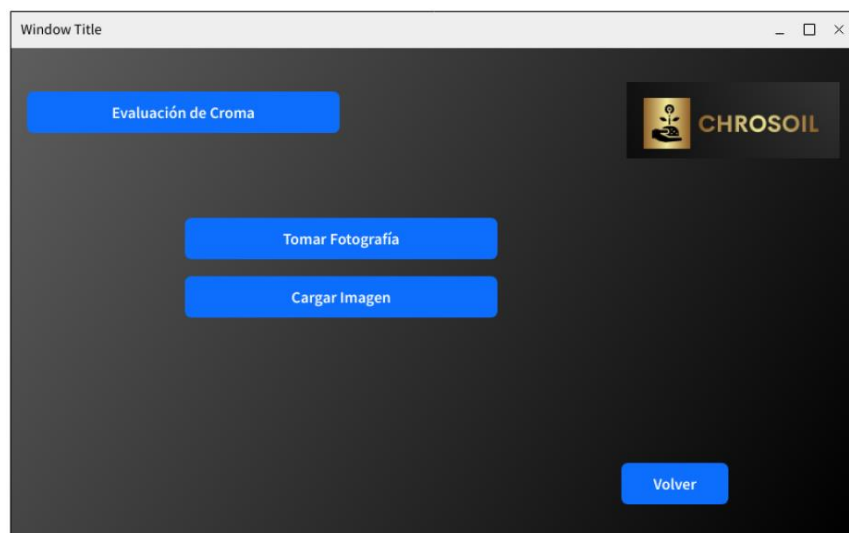 Window Title
Evaluación de Croma
CHROSOIL
Tomar Fotografía
Cargar Imagen
Volver